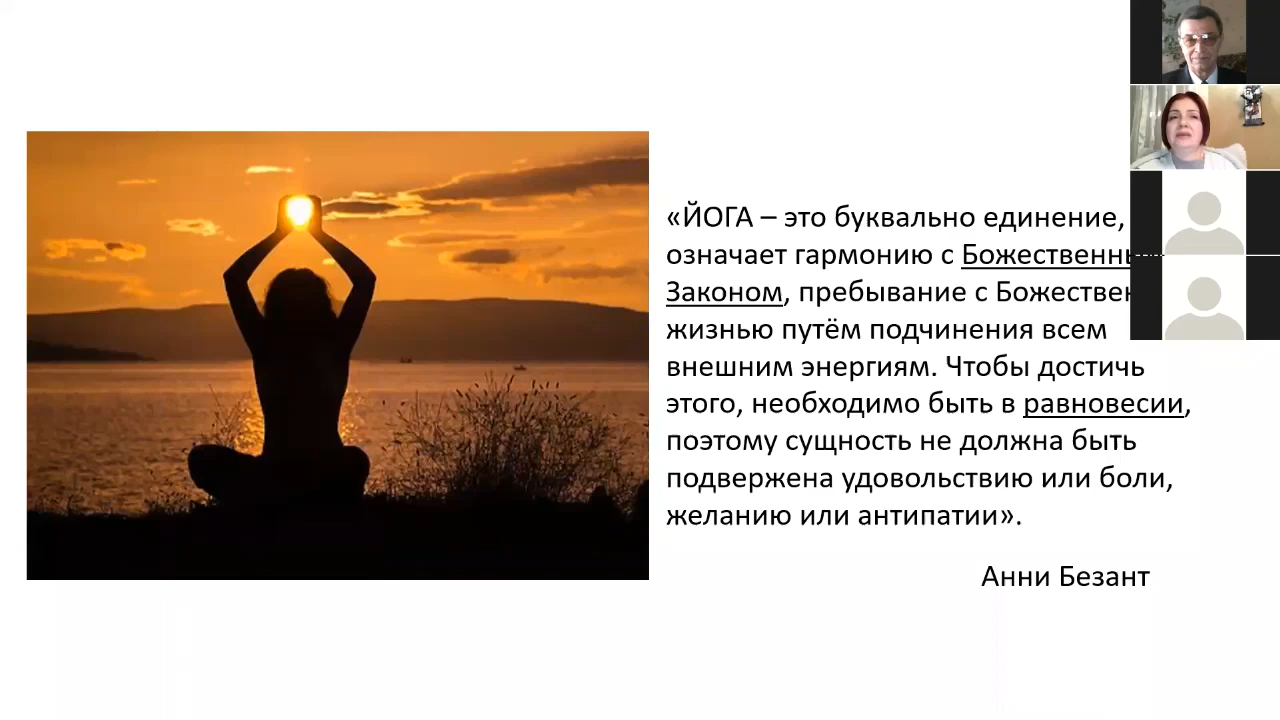 «ЙОГА – это буквально единение,
означает гармонию с
Законом, пребывание с
жизнью путём подчинения всем
внешним энергиям. Чтобы достичь
этого, необходимо быть в равновесии,
поэтому сущность не должна быть
подвержена удовольствию или боли,
желанию или антипатии».
Анни Безант